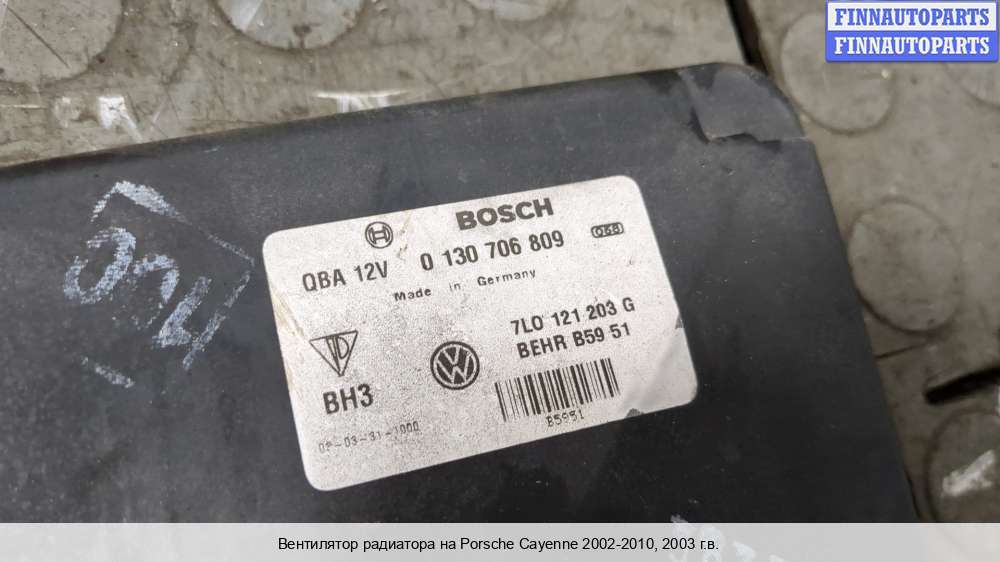 FINNAUTOPARTS
FINNAUTOPARTS
BOSCH
QBA 12V 0 130 706 809
Made in Germany
7L0 121 203 G
BEHR B59 51
BH3
B5951
Вентилятор радиатора на Porsche Cayenne 2002-2010, 2003 г.в.